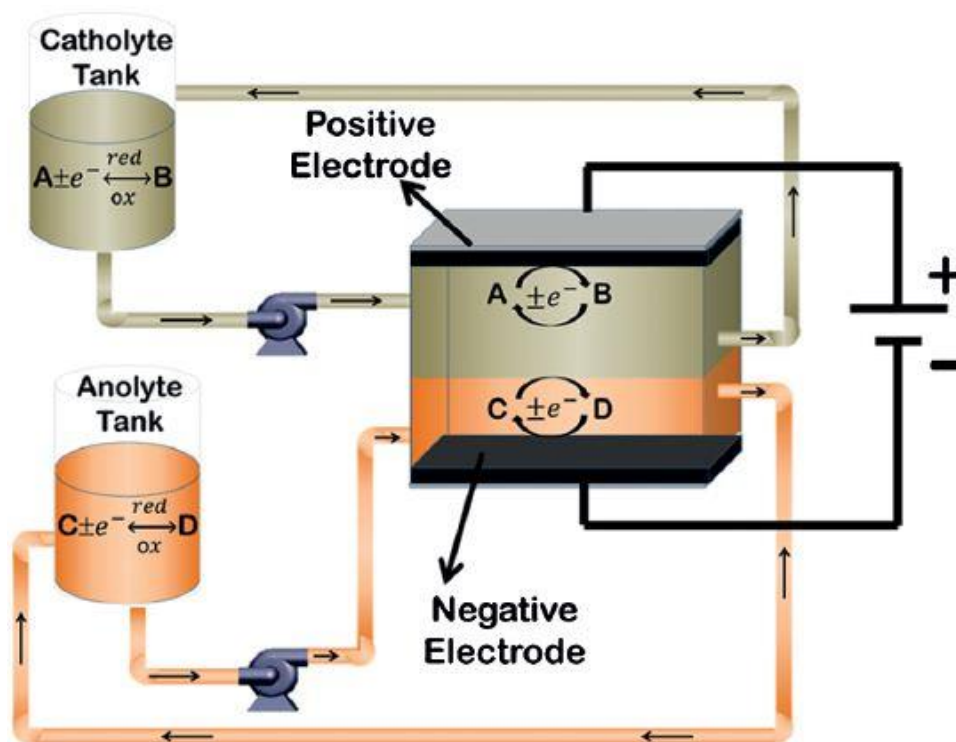 Catholyte
Tank
A±e⁻ red ⟷ ox B
Positive
Electrode
A ±e⁻ B
+
−
Anolyte
Tank
C ±e⁻ D
C±e⁻ red ⟷ ox D
Negative
Electrode